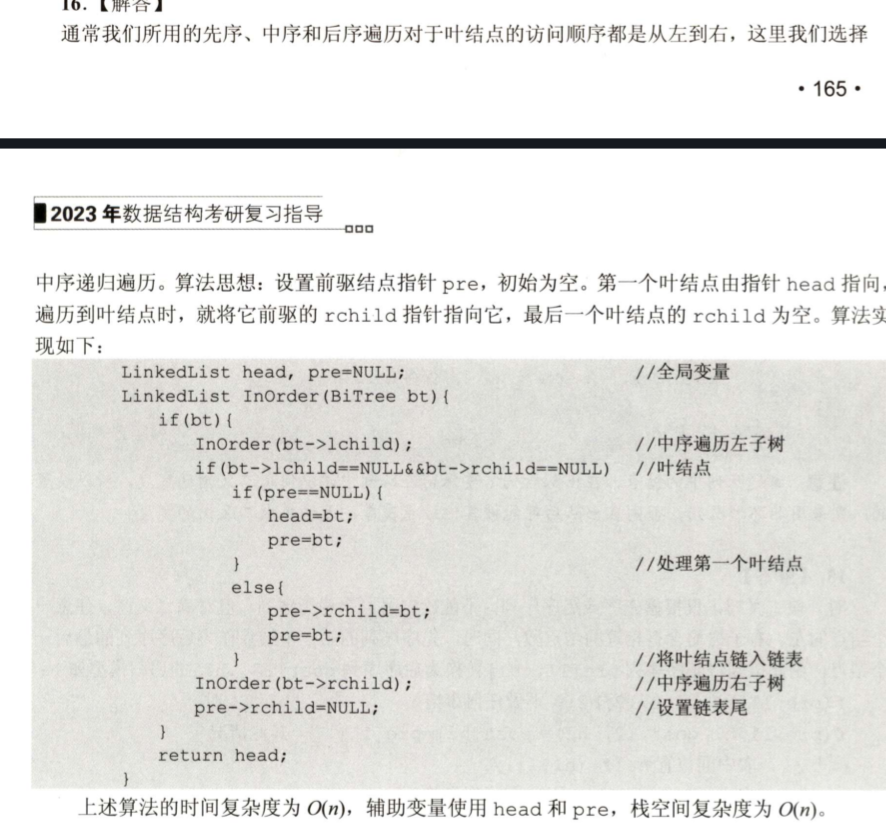 16.【解答】
通常我们所用的先序、中序和后序遍历对于叶结点的访问顺序都是从左到右，这里我们选择
• 165 •
2023 年数据结构考研复习指导
中序递归遍历。算法思想：设置前驱结点指针 pre，初始为空。第一个叶结点由指针 head 指向，
遍历到叶结点时，就将它前驱的 rchild 指针指向它，最后一个叶结点的 rchild 为空。算法实
现如下：
LinkedList head, pre=NULL; //全局变量
LinkedList InOrder(BiTree bt){
if(bt){
InOrder(bt->lchild); //中序遍历左子树
if(bt->lchild==NULL&&bt->rchild==NULL) //叶结点
if(pre==NULL){
head=bt;
pre=bt;
} //处理第一个叶结点
else{
pre->rchild=bt;
pre=bt;
} //将叶结点链入链表
InOrder(bt->rchild); //中序遍历右子树
pre->rchild=NULL; //设置链表尾
}
return head;
}
上述算法的时间复杂度为 O(n)，辅助变量使用 head 和 pre，栈空间复杂度为 O(n)。